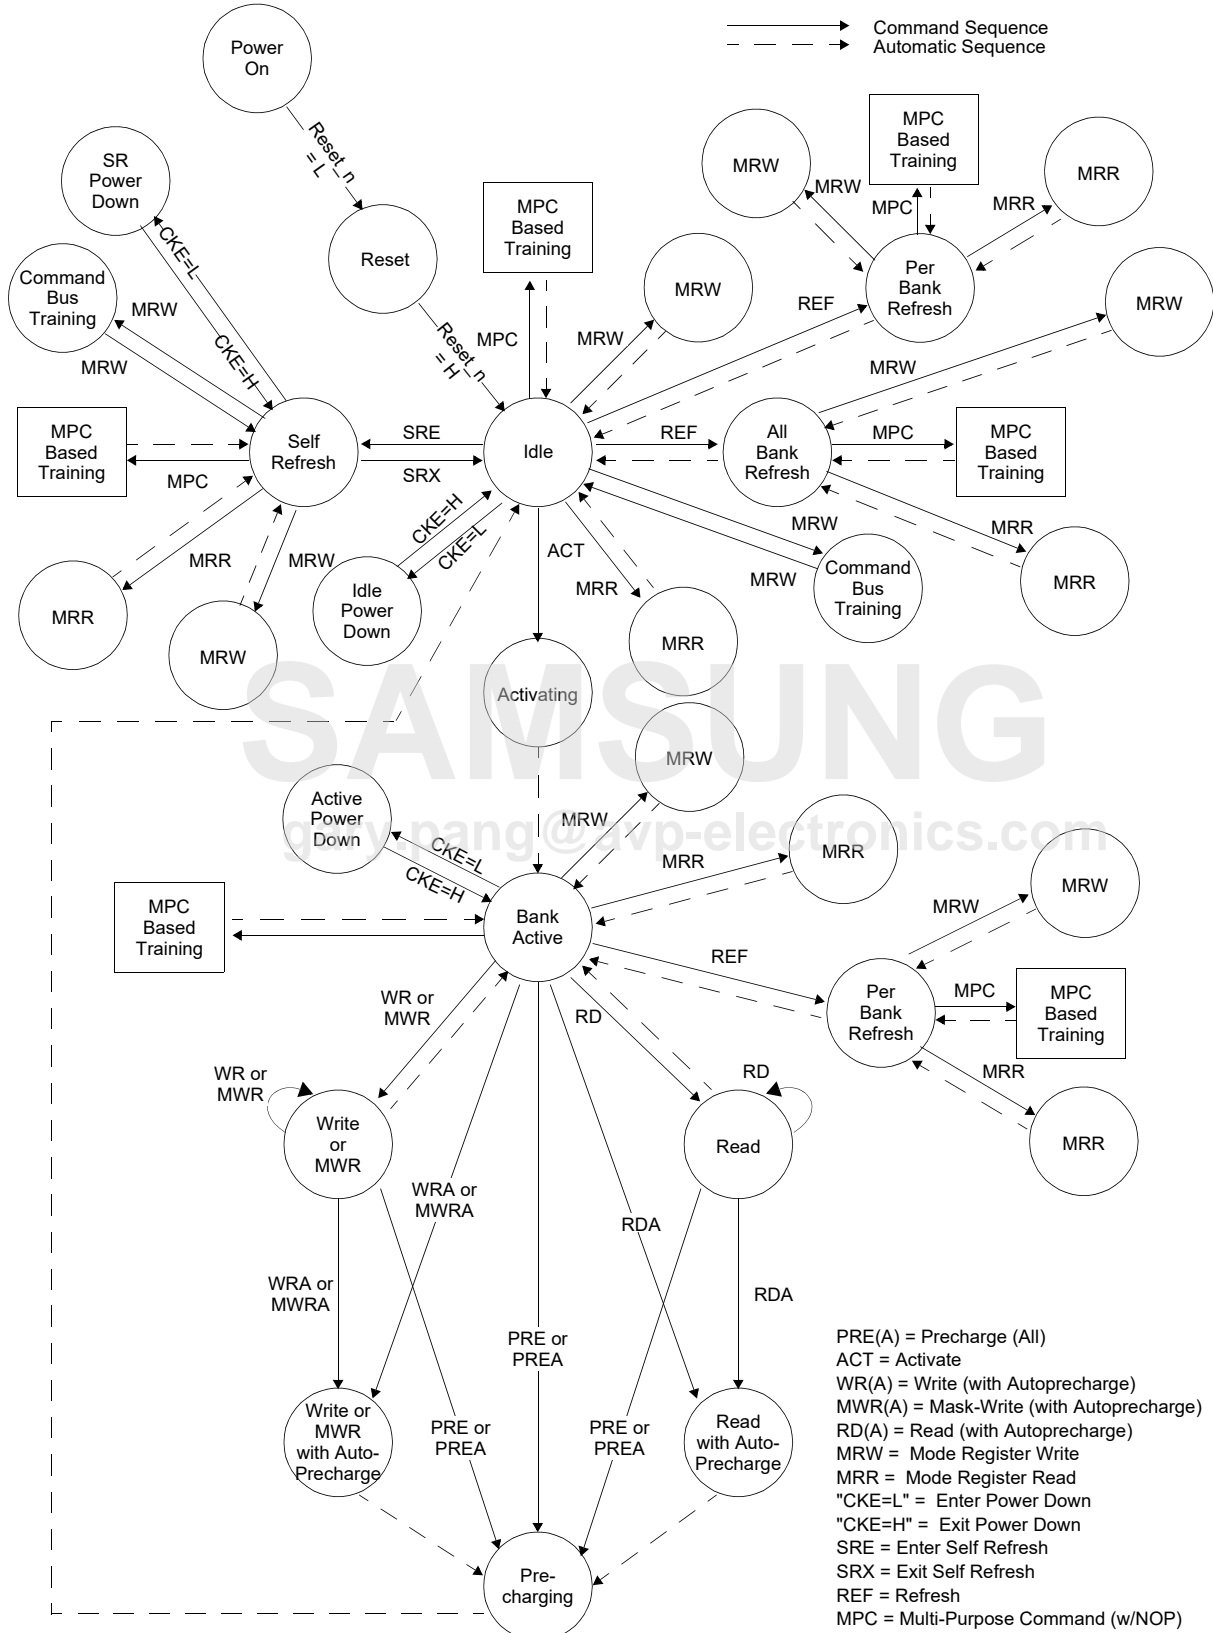 Command Sequence
Automatic Sequence
Power
On
Reset_n
= L
SR
Power
Down
CKE=L
CKE=H
Command
Bus
Training
MRW
MRW
Reset
Reset_n
= H
MPC
Based
Training
MPC
MRW
MRW
MRW
MRW
MPC
Based
Training
MPC
MRR
MRR
Per
Bank
Refresh
REF
MRW
MRW
MPC
Based
Training
MPC
Self
Refresh
SRE
SRX
Idle
REF
All
Bank
Refresh
MPC
MPC
Based
Training
MRR
MRR
MRR
MRR
MRW
MRW
CKE=H
CKE=L
Idle
Power
Down
ACT
MRR
MRR
MRW
MRW
Command
Bus
Training
Activating
SAMSUNG
gary.pang@avp-electronics.com
MRW
MRW
Active
Power
Down
CKE=L
CKE=H
MRR
MRR
MPC
Based
Training
Bank
Active
REF
MRW
MRW
Per
Bank
Refresh
MPC
MPC
Based
Training
MRR
MRR
WR or
MWR
RD
WR or
MWR
Write
or
MWR
RD
Read
WRA or
MWRA
RDA
WRA or
MWRA
RDA
PRE or
PREA
Write or
MWR
with Auto-
Precharge
PRE or
PREA
PRE or
PREA
Read
with Auto-
Precharge
Pre-
charging
PRE(A) = Precharge (All)
ACT = Activate
WR(A) = Write (with Autoprecharge)
MWR(A) = Mask-Write (with Autoprecharge)
RD(A) = Read (with Autoprecharge)
MRW = Mode Register Write
MRR = Mode Register Read
"CKE=L" = Enter Power Down
"CKE=H" = Exit Power Down
SRE = Enter Self Refresh
SRX = Exit Self Refresh
REF = Refresh
MPC = Multi-Purpose Command (w/NOP)